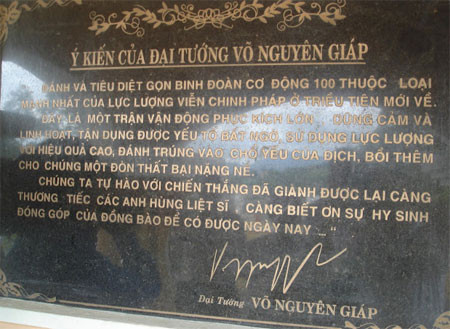 Ý KIẾN CỦA ĐẠI TƯỚNG VÕ NGUYÊN GIÁP
ĐÁNH VÀ TIÊU DIỆT GỌN BINH ĐOÀN CƠ ĐỘNG 100 THUỘC LOẠI
MẠNH NHẤT CỦA LỰC LƯỢNG VIỄN CHINH PHÁP Ở TRIỀU TIÊN MỚI VỀ.
ĐÂY LÀ MỘT TRẬN VẬN ĐỘNG PHỤC KÍCH LỚN, DŨNG CẢM VÀ
LINH HOẠT, TẬN DỤNG ĐƯỢC YẾU TỐ BẤT NGỜ, SỬ DỤNG LỰC LƯỢNG
VỚI HIỆU QUẢ CAO, ĐÁNH TRÚNG VÀO CHỖ YẾU CỦA ĐỊCH, BỒI THÊM
CHO CHÚNG MỘT ĐÒN THẤT BẠI NẶNG NỀ.
CHÚNG TA TỰ HÀO VỚI CHIẾN THẮNG ĐÃ GIÀNH ĐƯỢC LẠI CÀNG
THƯƠNG TIẾC CÁC ANH HÙNG LIỆT SĨ, CÀNG BIẾT ƠN SỰ HY SINH
ĐÓNG GÓP CỦA ĐỒNG BÀO ĐỂ CÓ ĐƯỢC NGÀY NAY _"
Đại Tướng VÕ NGUYÊN GIÁP